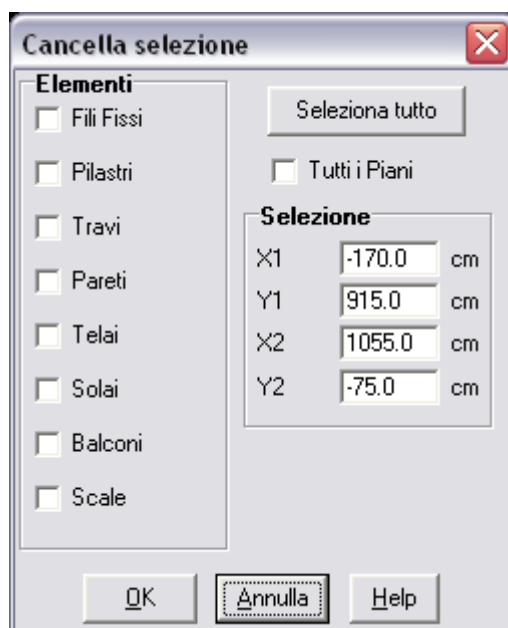 Cancella selezione
Elementi
Fili Fissi
Pilastri
Travi
Pareti
Telai
Solai
Balconi
Scale
Seleziona tutto
Tutti i Piani
Selezione
X1 -170.0 cm
Y1 915.0 cm
X2 1055.0 cm
Y2 -75.0 cm
OK Annulla Help